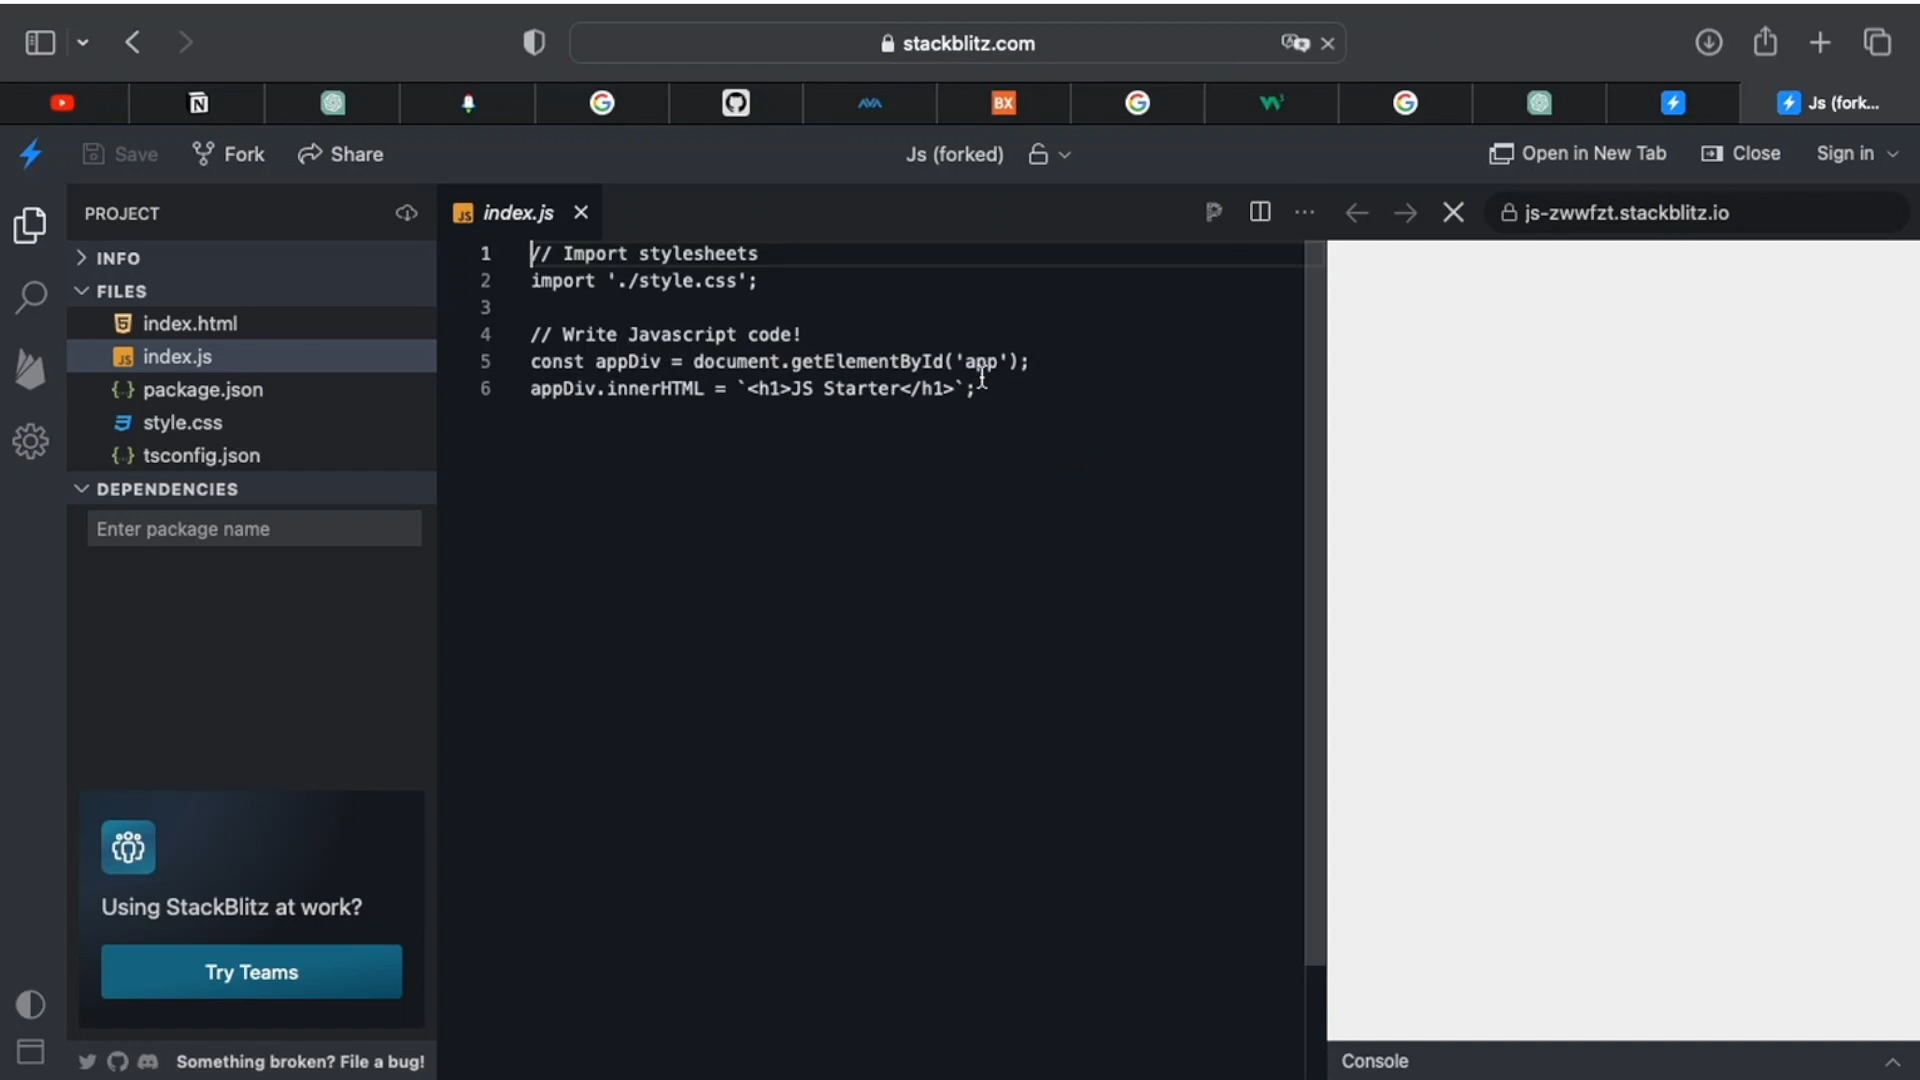 stackblitz.com
BX
Js (fork...
Save
Fork
Share
Js (forked)
Open in New Tab
Close
Sign in
PROJECT
JS index.js
js-zwwfzt.stackblitz.io
INFO
FILES
index.html
JS index.js
{} package.json
style.css
{} tsconfig.json
DEPENDENCIES
Enter package name
1 // Import stylesheets
2 import './style.css';
3
4 // Write Javascript code!
5 const appDiv = document.getElementById('app');
6 appDiv.innerHTML = `<h1>JS Starter</h1>`;
Using StackBlitz at work?
Try Teams
Something broken? File a bug!
Console